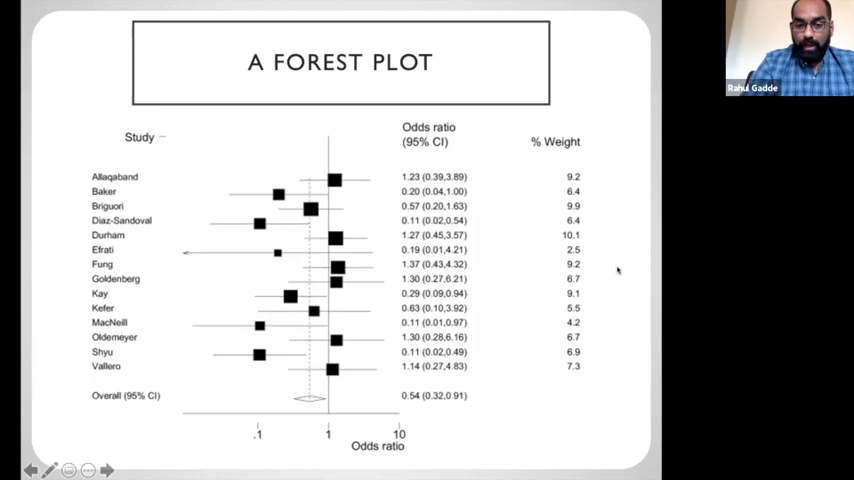 A FOREST PLOT
Rahul Gadde
Study
Odds ratio
(95% CI)
% Weight
Allaqaband 1.23 (0.39,3.89) 9.2
Baker 0.20 (0.04,1.00) 6.4
Briguori 0.57 (0.20,1.63) 9.9
Diaz-Sandoval 0.11 (0.02,0.54) 6.4
Durham 1.27 (0.45,3.57) 10.1
Efrati 0.19 (0.01,4.21) 2.5
Fung 1.37 (0.43,4.32) 9.2
Goldenberg 1.30 (0.27,6.21) 6.7
Kay 0.29 (0.09,0.94) 9.1
Kefer 0.63 (0.10,3.92) 5.5
MacNeill 0.11 (0.01,0.97) 4.2
Oldemeyer 1.30 (0.28,6.16) 6.7
Shyu 0.11 (0.02,0.49) 6.9
Vallero 1.14 (0.27,4.83) 7.3
Overall (95% CI) 0.54 (0.32,0.91)
.1 1 10
Odds ratio